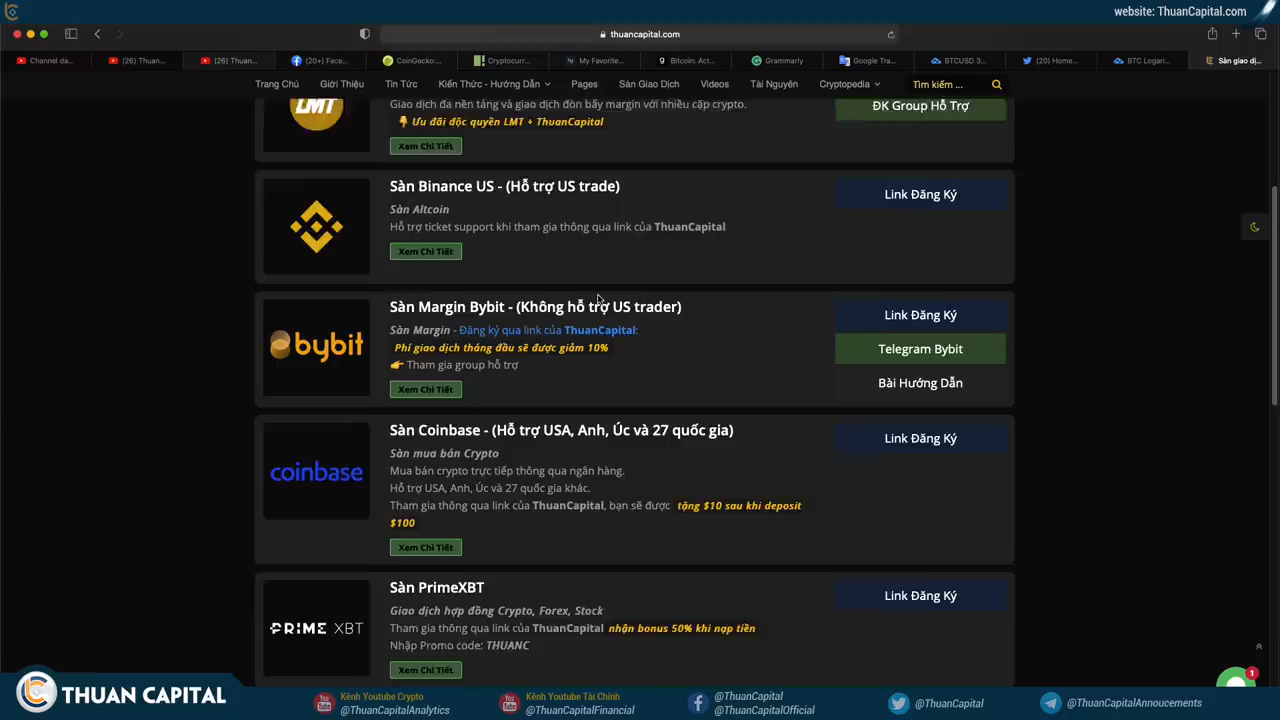 website: ThuanCapital.com
thuancapital.com
Channel da...
(26) Thuan...
(26) Thuan...
(20+) Face...
CoinGecko:...
Cryptocurr...
My Favorite...
Bitcoin: Act...
Grammarly
Google Tra...
BTCUSD 3...
(20) Home...
BTC Logari...
Sàn giao dị...
Trang Chủ
Giới Thiệu
Tin Tức
Kiến Thức - Hướng Dẫn
Pages
Sàn Giao Dịch
Videos
Tài Nguyên
Cryptopedia
Tìm kiếm ...
LMT
Giao dịch đa nền tảng và giao dịch đòn bẩy margin với nhiều cặp crypto.
Ưu đãi độc quyền LMT + ThuanCapital
Xem Chi Tiết
ĐK Group Hỗ Trợ
Sàn Binance US - (Hỗ trợ US trade)
Sàn Altcoin
Hỗ trợ ticket support khi tham gia thông qua link của ThuanCapital
Xem Chi Tiết
Link Đăng Ký
bybit
Sàn Margin Bybit - (Không hỗ trợ US trader)
Sàn Margin - Đăng ký qua link của ThuanCapital:
Phí giao dịch tháng đầu sẽ được giảm 10%
Tham gia group hỗ trợ
Xem Chi Tiết
Link Đăng Ký
Telegram Bybit
Bài Hướng Dẫn
coinbase
Sàn Coinbase - (Hỗ trợ USA, Anh, Úc và 27 quốc gia)
Sàn mua bán Crypto
Mua bán crypto trực tiếp thông qua ngân hàng.
Hỗ trợ USA, Anh, Úc và 27 quốc gia khác.
Tham gia thông qua link của ThuanCapital, bạn sẽ được tặng $10 sau khi deposit
$100
Xem Chi Tiết
Link Đăng Ký
PRIME XBT
Sàn PrimeXBT
Giao dịch hợp đồng Crypto, Forex, Stock
Tham gia thông qua link của ThuanCapital nhận bonus 50% khi nạp tiền
Nhập Promo code: THUANC
Xem Chi Tiết
Link Đăng Ký
1
THUAN CAPITAL
You Tube
Kênh Youtube Crypto
@ThuanCapitalAnalytics
You Tube
Kênh Youtube Tài Chính
@ThuanCapitalFinancial
@ThuanCapital
@ThuanCapitalOfficial
@ThuanCapital
@ThuanCapitalAnnoucements